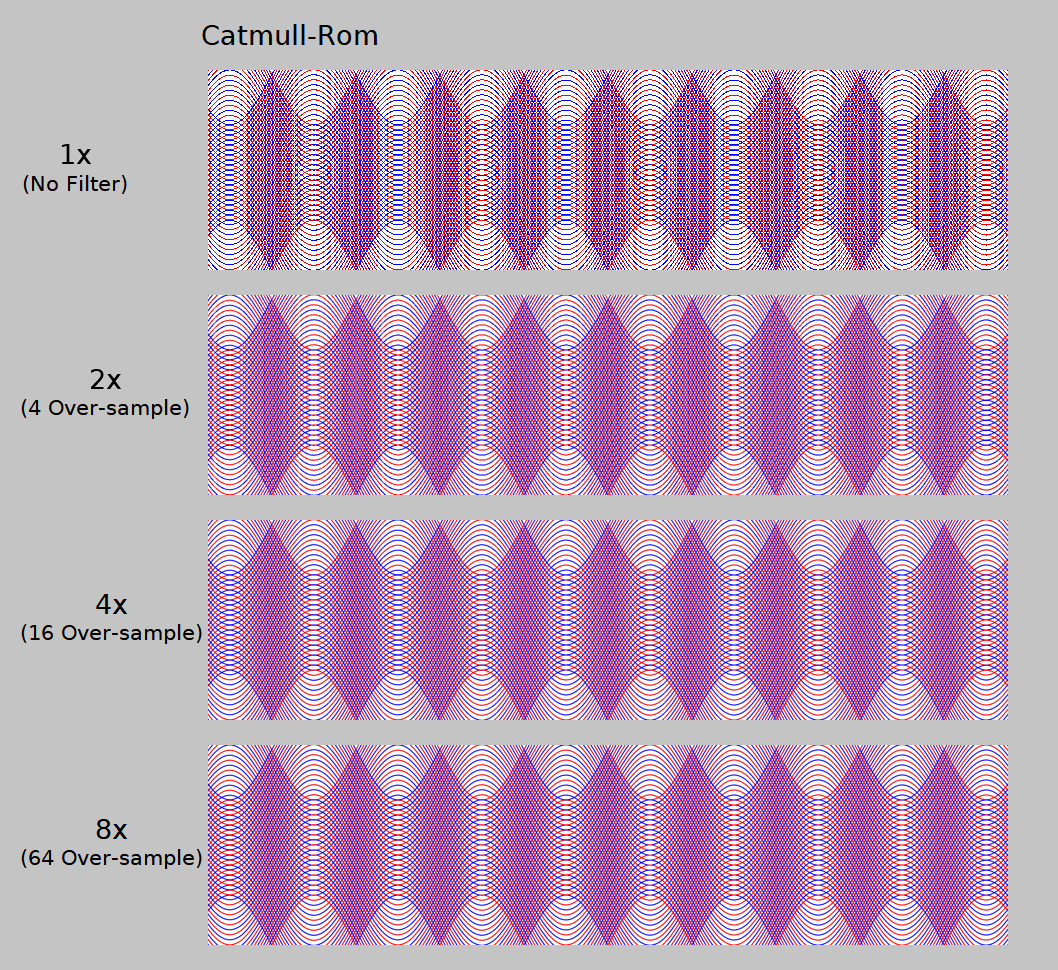 Catmull-Rom
1x
(No Filter)
2x
(4 Over-sample)
4x
(16 Over-sample)
8x
(64 Over-sample)